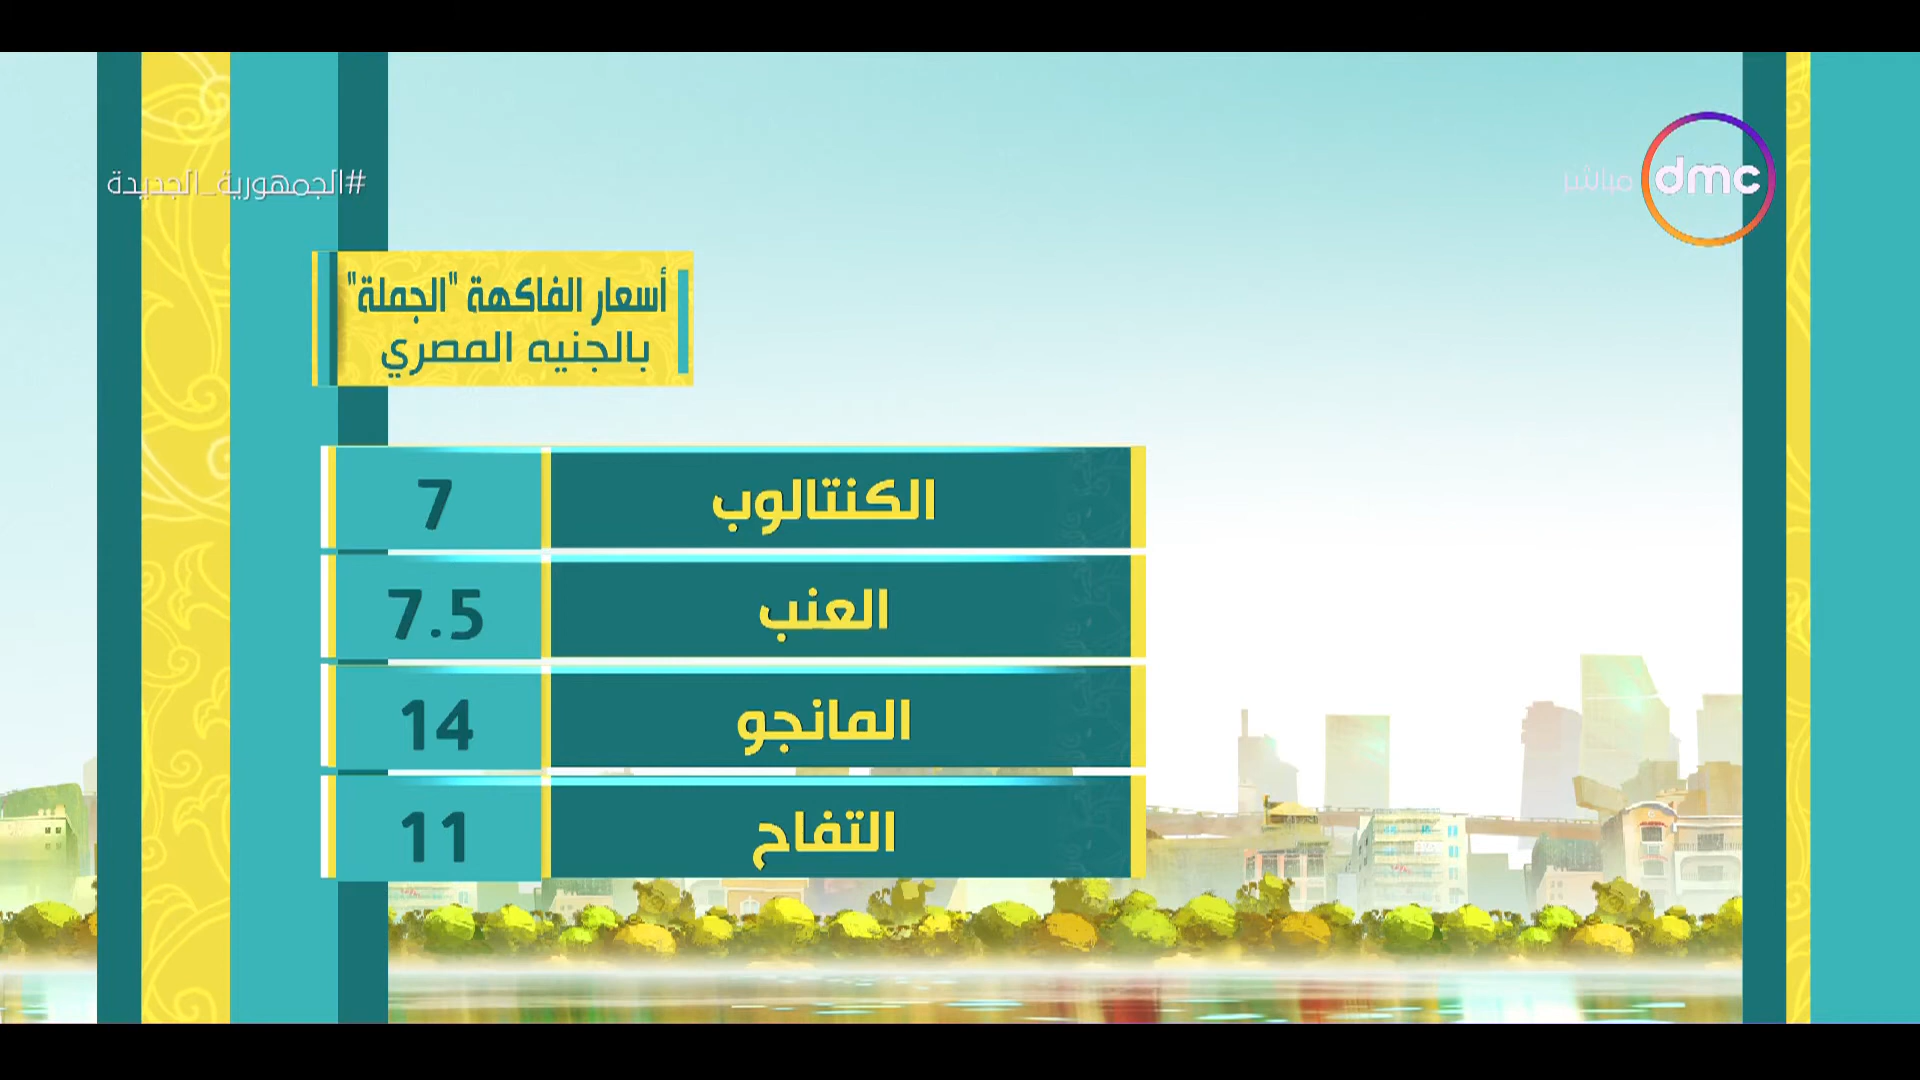 dmc مباشر
#الجمهورية_الجديدة
أسعار الفاكهة "الجملة"
بالجنيه المصري
الكنتالوب 7
العنب 7.5
المانجو 14
التفاح 11